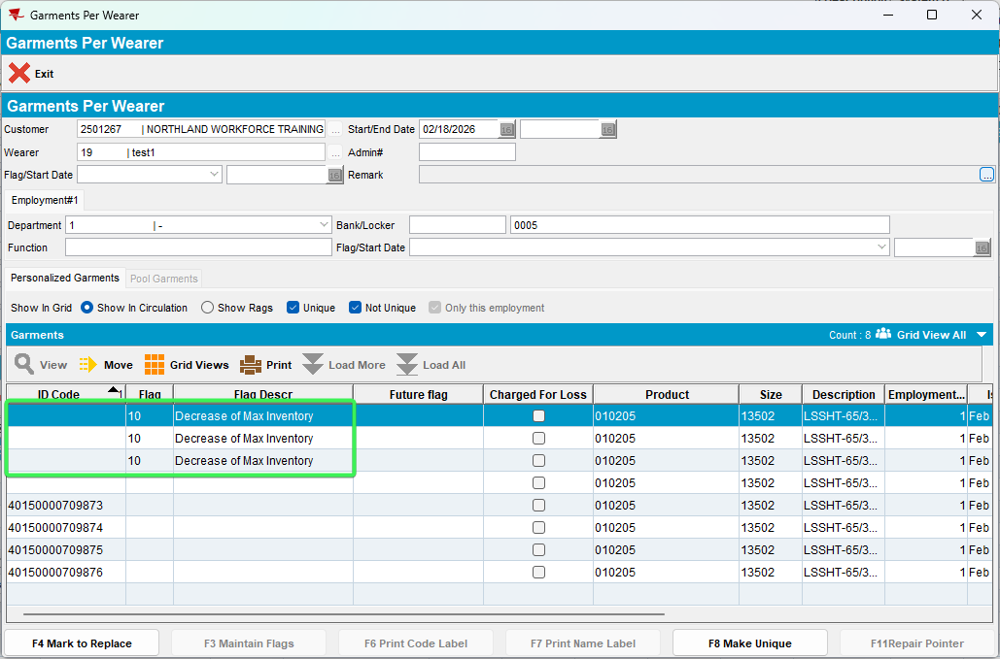 Garments Per Wearer
Garments Per Wearer
Exit
Garments Per Wearer
Customer 2501267 | NORTHLAND WORKFORCE TRAINING ... Start/End Date 02/18/2026 16 16
Wearer 19 | test1 ... Admin#
Flag/Start Date 16 Remark ...
Employment#1
Department 1 | - Bank/Locker 0005
Function Flag/Start Date 16
Personalized Garments Pool Garments
Show In Grid Show In Circulation Show Rags Unique Not Unique Only this employment
Garments Count : 8 Grid View All
View Move Grid Views Print Load More Load All
ID Code 1 Flag Flag Descr Future flag Charged For Loss Product Size Description Employment... Is
10 Decrease of Max Inventory 010205 13502 LSSHT-65/3... 1 Feb
10 Decrease of Max Inventory 010205 13502 LSSHT-65/3... 1 Feb
10 Decrease of Max Inventory 010205 13502 LSSHT-65/3... 1 Feb
010205 13502 LSSHT-65/3... 1 Feb
40150000709873 010205 13502 LSSHT-65/3... 1 Feb
40150000709874 010205 13502 LSSHT-65/3... 1 Feb
40150000709875 010205 13502 LSSHT-65/3... 1 Feb
40150000709876 010205 13502 LSSHT-65/3... 1 Feb
F4 Mark to Replace F3 Maintain Flags F6 Print Code Label F7 Print Name Label F8 Make Unique F11Repair Pointer